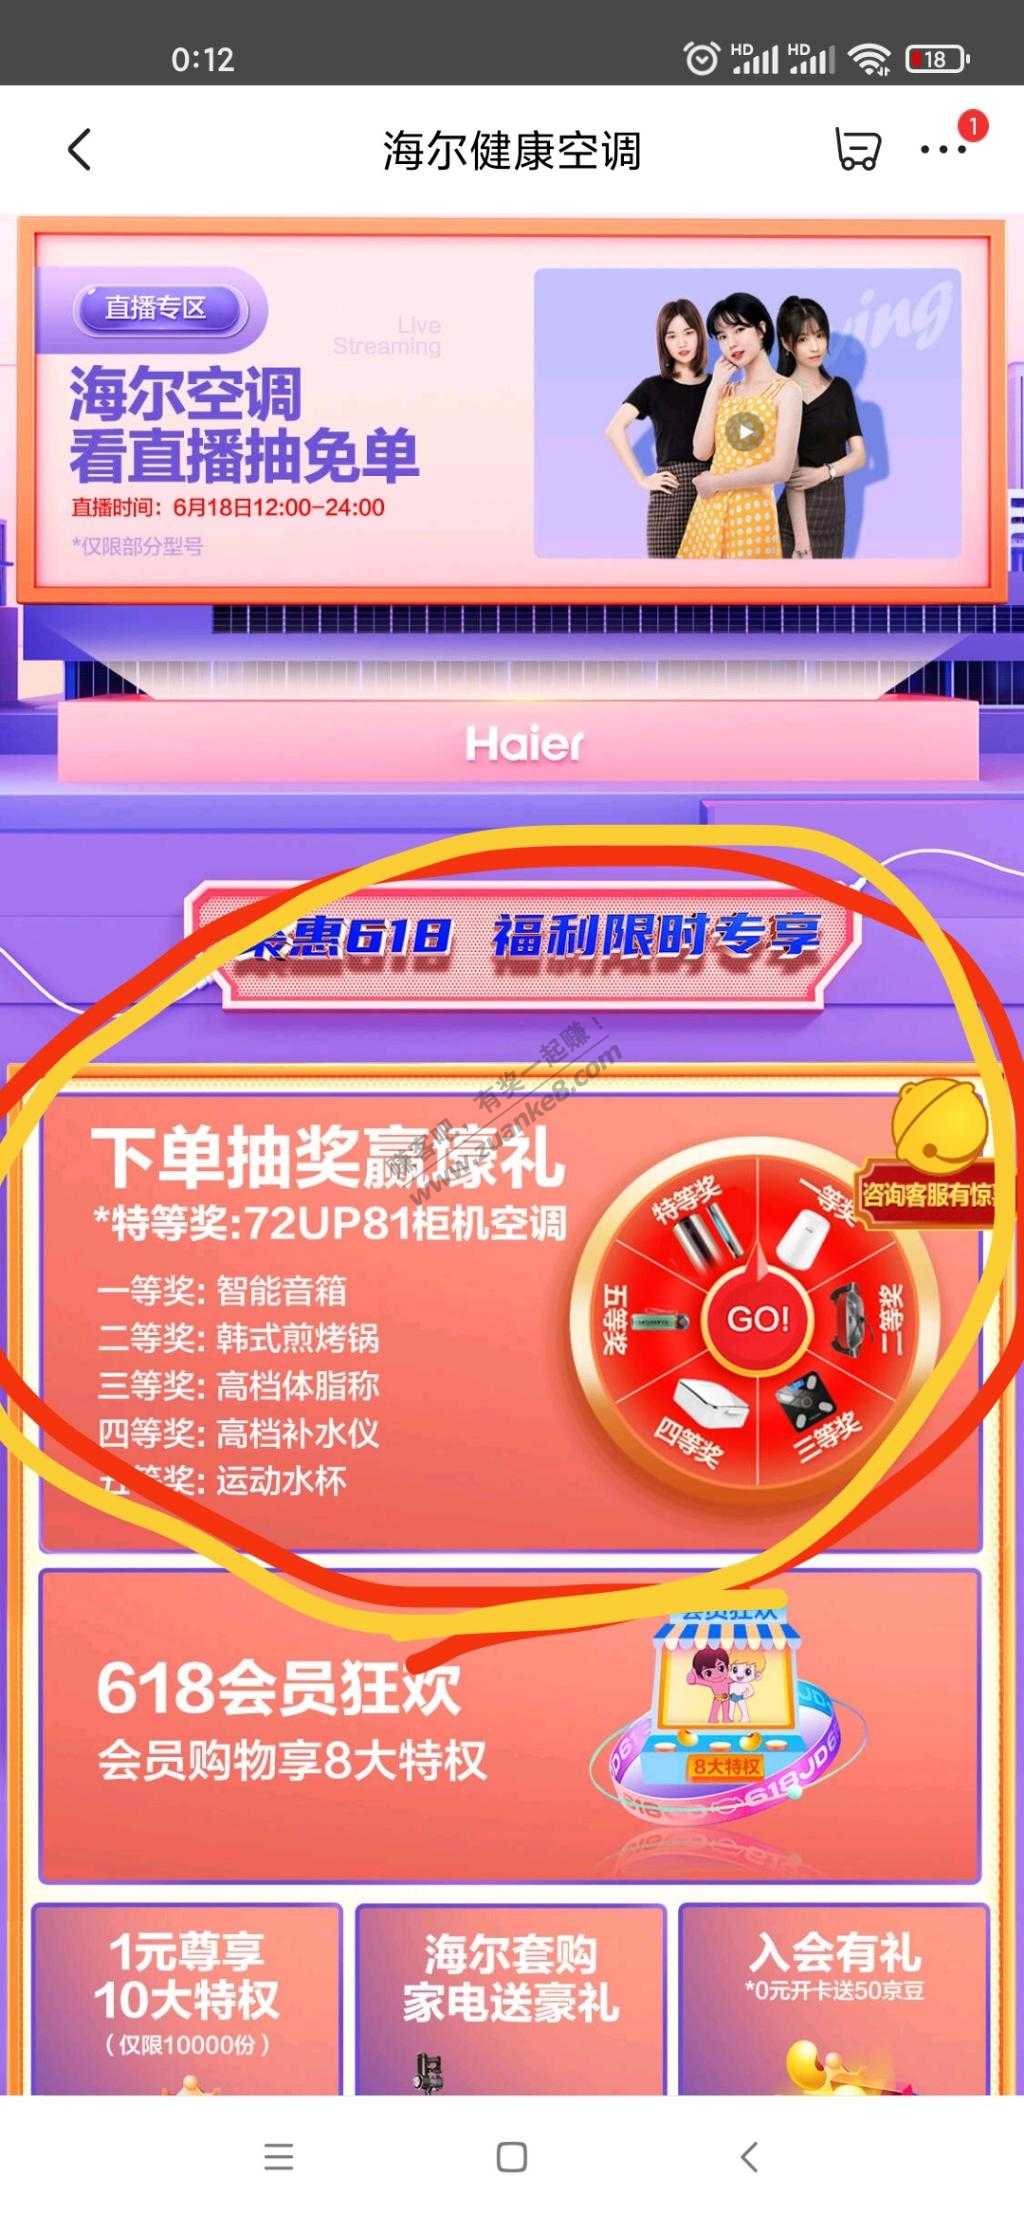 0:12
HD
HD
18
海尔健康空调
1
直播专区
Live
Streaming
海尔空调
看直播抽免单
直播时间：6月18日12:00-24:00
*仅限部分型号
Haier
惠618 福利限时专享
赚客吧，有奖一起赚！
www.zuanke8.com
下单抽奖赢豪礼
*特等奖:72UP81柜机空调
一等奖: 智能音箱
二等奖: 韩式煎烤锅
三等奖: 高档体脂称
四等奖: 高档补水仪
五等奖: 运动水杯
特等奖
一等奖
二等奖
三等奖
四等奖
五等奖
GO!
咨询客服有惊
618会员狂欢
会员购物享8大特权
会员狂欢
8大特权
618JD
1元尊享
10大特权
（仅限10000份）
海尔套购
家电送豪礼
入会有礼
*0元开卡送50京豆